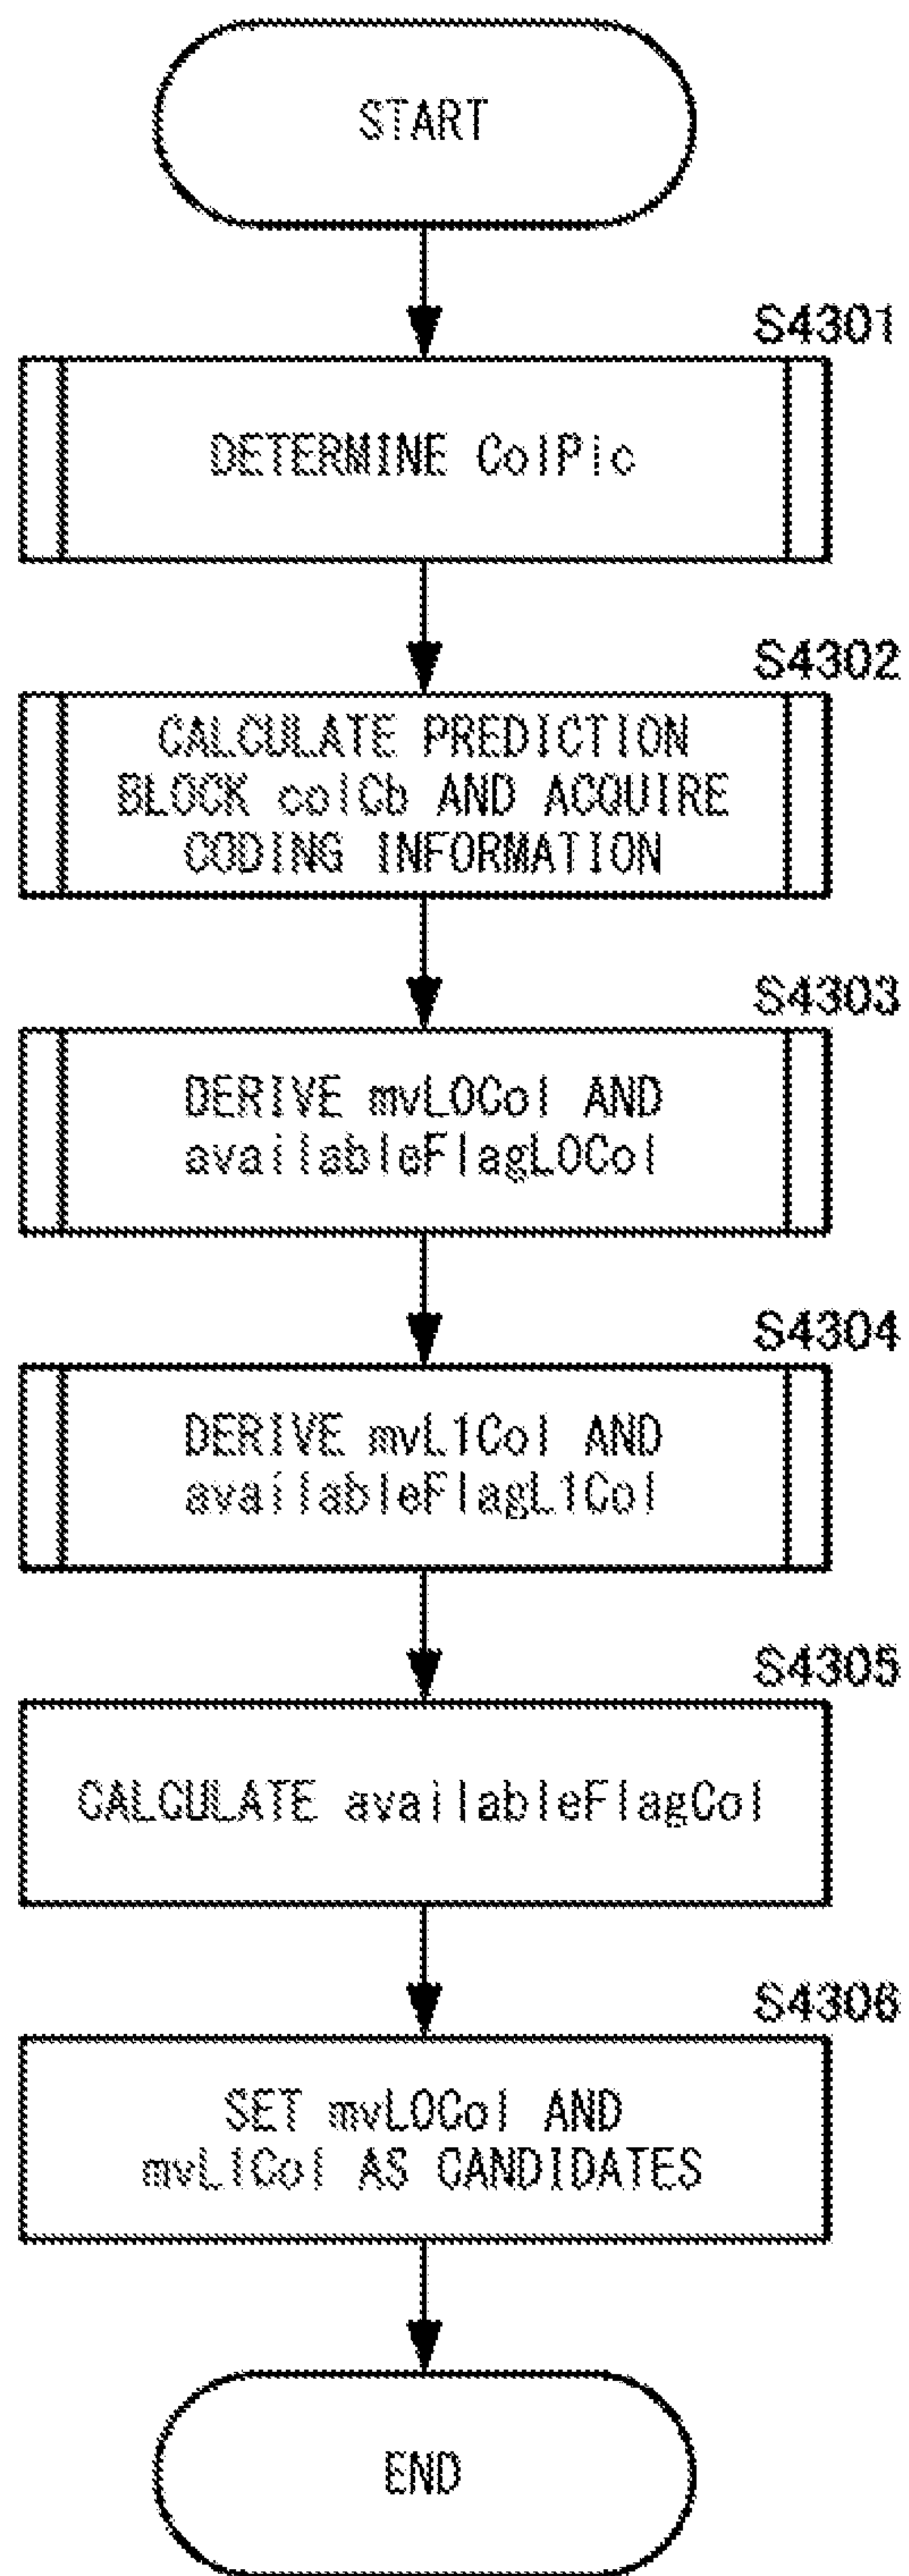 START
S4301
DETERMINE ColPic
S4302
CALCULATE PREDICTION
BLOCK colCb AND ACQUIRE
CODING INFORMATION
S4303
DERIVE mvL0Col AND
availableFlagL0Col
S4304
DERIVE mvL1Col AND
availableFlagL1Col
S4305
CALCULATE availableFlagCol
S4306
SET mvL0Col AND
mvL1Col AS CANDIDATES
END